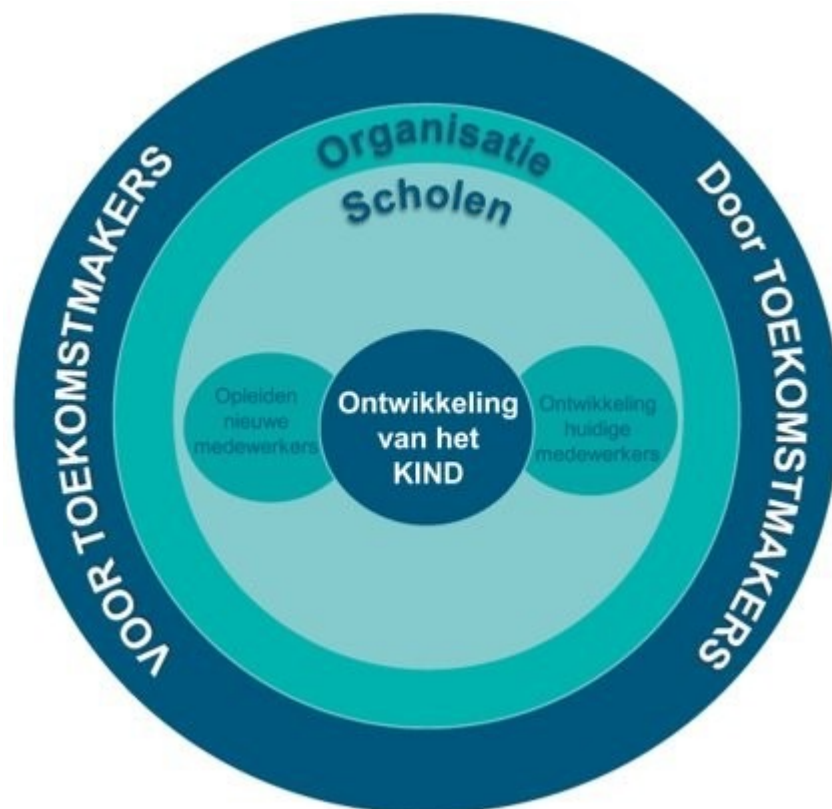 Organisatie
Scholen
VOOR TOEKOMSTMAKERS
Door TOEKOMSTMAKERS
Opleiden
nieuwe
medewerkers
Ontwikkeling
van het
KIND
Ontwikkeling
huidige
medewerkers